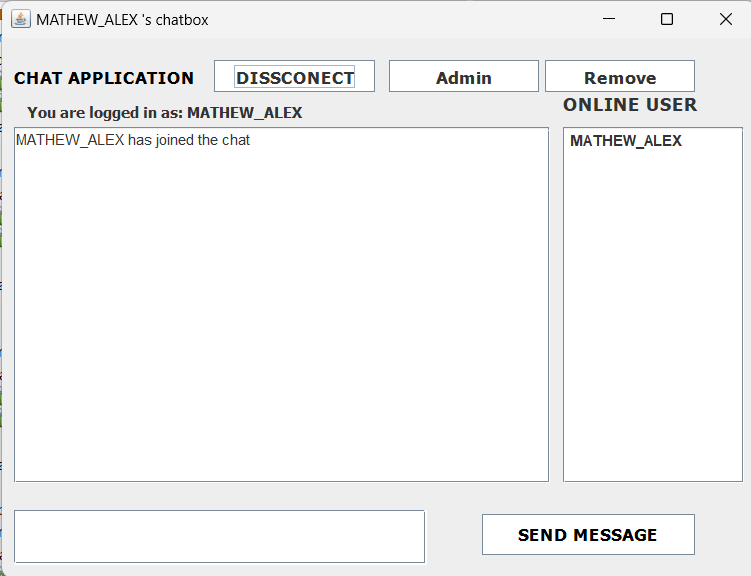 MATHEW_ALEX 's chatbox
CHAT APPLICATION DISSCONECT Admin Remove
ONLINE USER
You are logged in as: MATHEW_ALEX
MATHEW_ALEX has joined the chat
MATHEW_ALEX
SEND MESSAGE